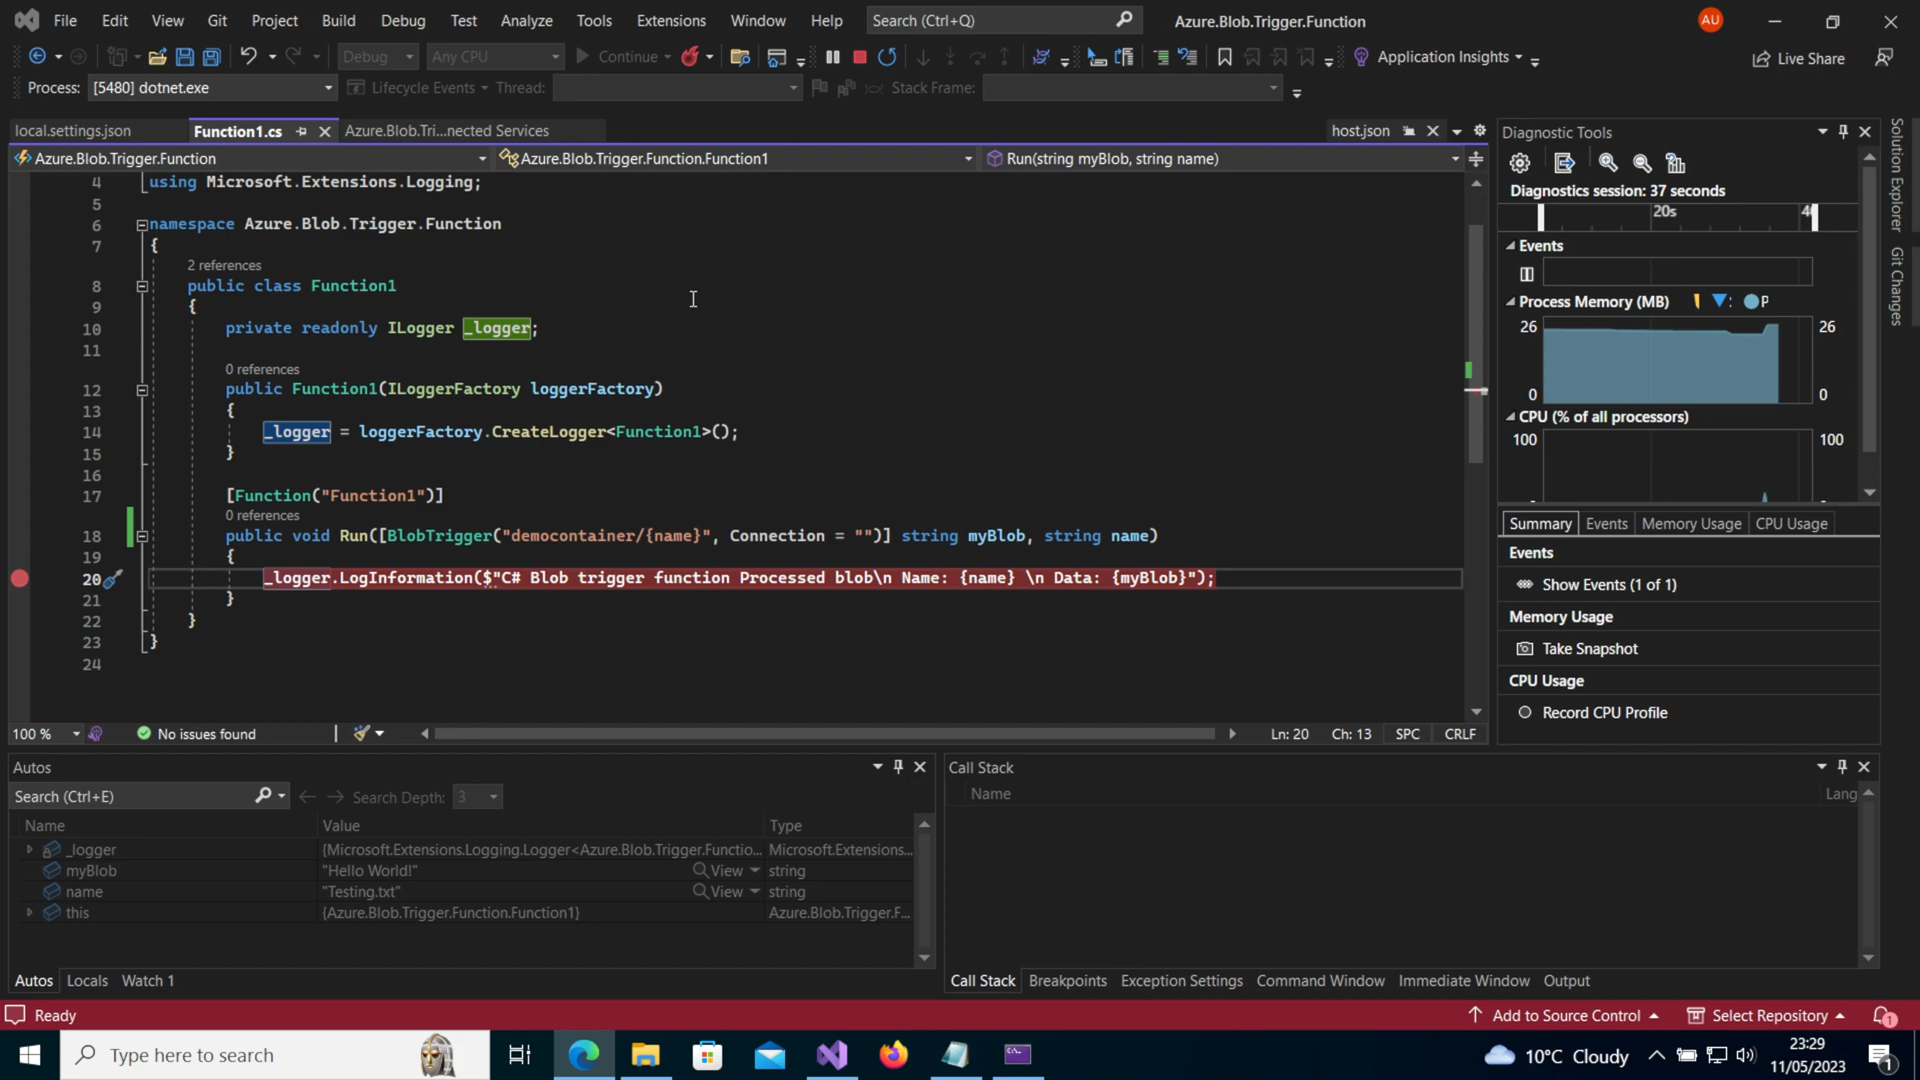 File Edit View Git Project Build Debug Test Analyze Tools Extensions Window Help Search (Ctrl+Q) Azure.Blob.Trigger.Function AU
Debug Any CPU Continue Application Insights Live Share
Process: [5480] dotnet.exe Lifecycle Events Thread: Stack Frame:
local.settings.json Function1.cs Azure.Blob.Tri...nected Services host.json
Azure.Blob.Trigger.Function Azure.Blob.Trigger.Function.Function1 Run(string myBlob, string name)
4 using Microsoft.Extensions.Logging;
5
6 namespace Azure.Blob.Trigger.Function
7 {
2 references
8 public class Function1
9 {
10 private readonly ILogger _logger;
11
0 references
12 public Function1(ILoggerFactory loggerFactory)
13 {
14 _logger = loggerFactory.CreateLogger<Function1>();
15 }
16
17 [Function("Function1")]
0 references
18 public void Run([BlobTrigger("democontainer/{name}", Connection = "")] string myBlob, string name)
19 {
20 _logger.LogInformation($"C# Blob trigger function Processed blob\n Name: {name} \n Data: {myBlob}");
21 }
22 }
23 }
24
100 % No issues found Ln: 20 Ch: 13 SPC CRLF
Diagnostic Tools
Diagnostics session: 37 seconds
20s 4
Events
Process Memory (MB) P
26 26
0 0
CPU (% of all processors)
100 100
Summary Events Memory Usage CPU Usage
Events
Show Events (1 of 1)
Memory Usage
Take Snapshot
CPU Usage
Record CPU Profile
Solution Explorer
Git Changes
Autos
Search (Ctrl+E) Search Depth: 3
Name Value Type
_logger {Microsoft.Extensions.Logging.Logger<Azure.Blob.Trigger.Functio... Microsoft.Extensions...
myBlob "Hello World!" View string
name "Testing.txt" View string
this {Azure.Blob.Trigger.Function.Function1} Azure.Blob.Trigger.F...
Autos Locals Watch 1
Call Stack
Name Lang
Call Stack Breakpoints Exception Settings Command Window Immediate Window Output
Ready Add to Source Control Select Repository 1
Type here to search 10°C Cloudy 23:29
11/05/2023 1